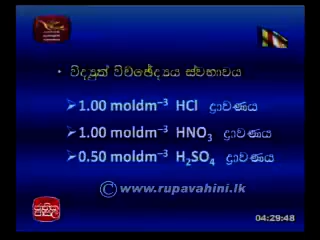 • විද්‍යුත් විච්ඡේද්‍යය ස්වභාවය
➢1.00 moldm⁻³ HCl ද්‍රාවණය
➢1.00 moldm⁻³ HNO₃ ද්‍රාවණය
➢0.50 moldm⁻³ H₂SO₄ ද්‍රාවණය
©www.rupavahini.lk
04:29:48